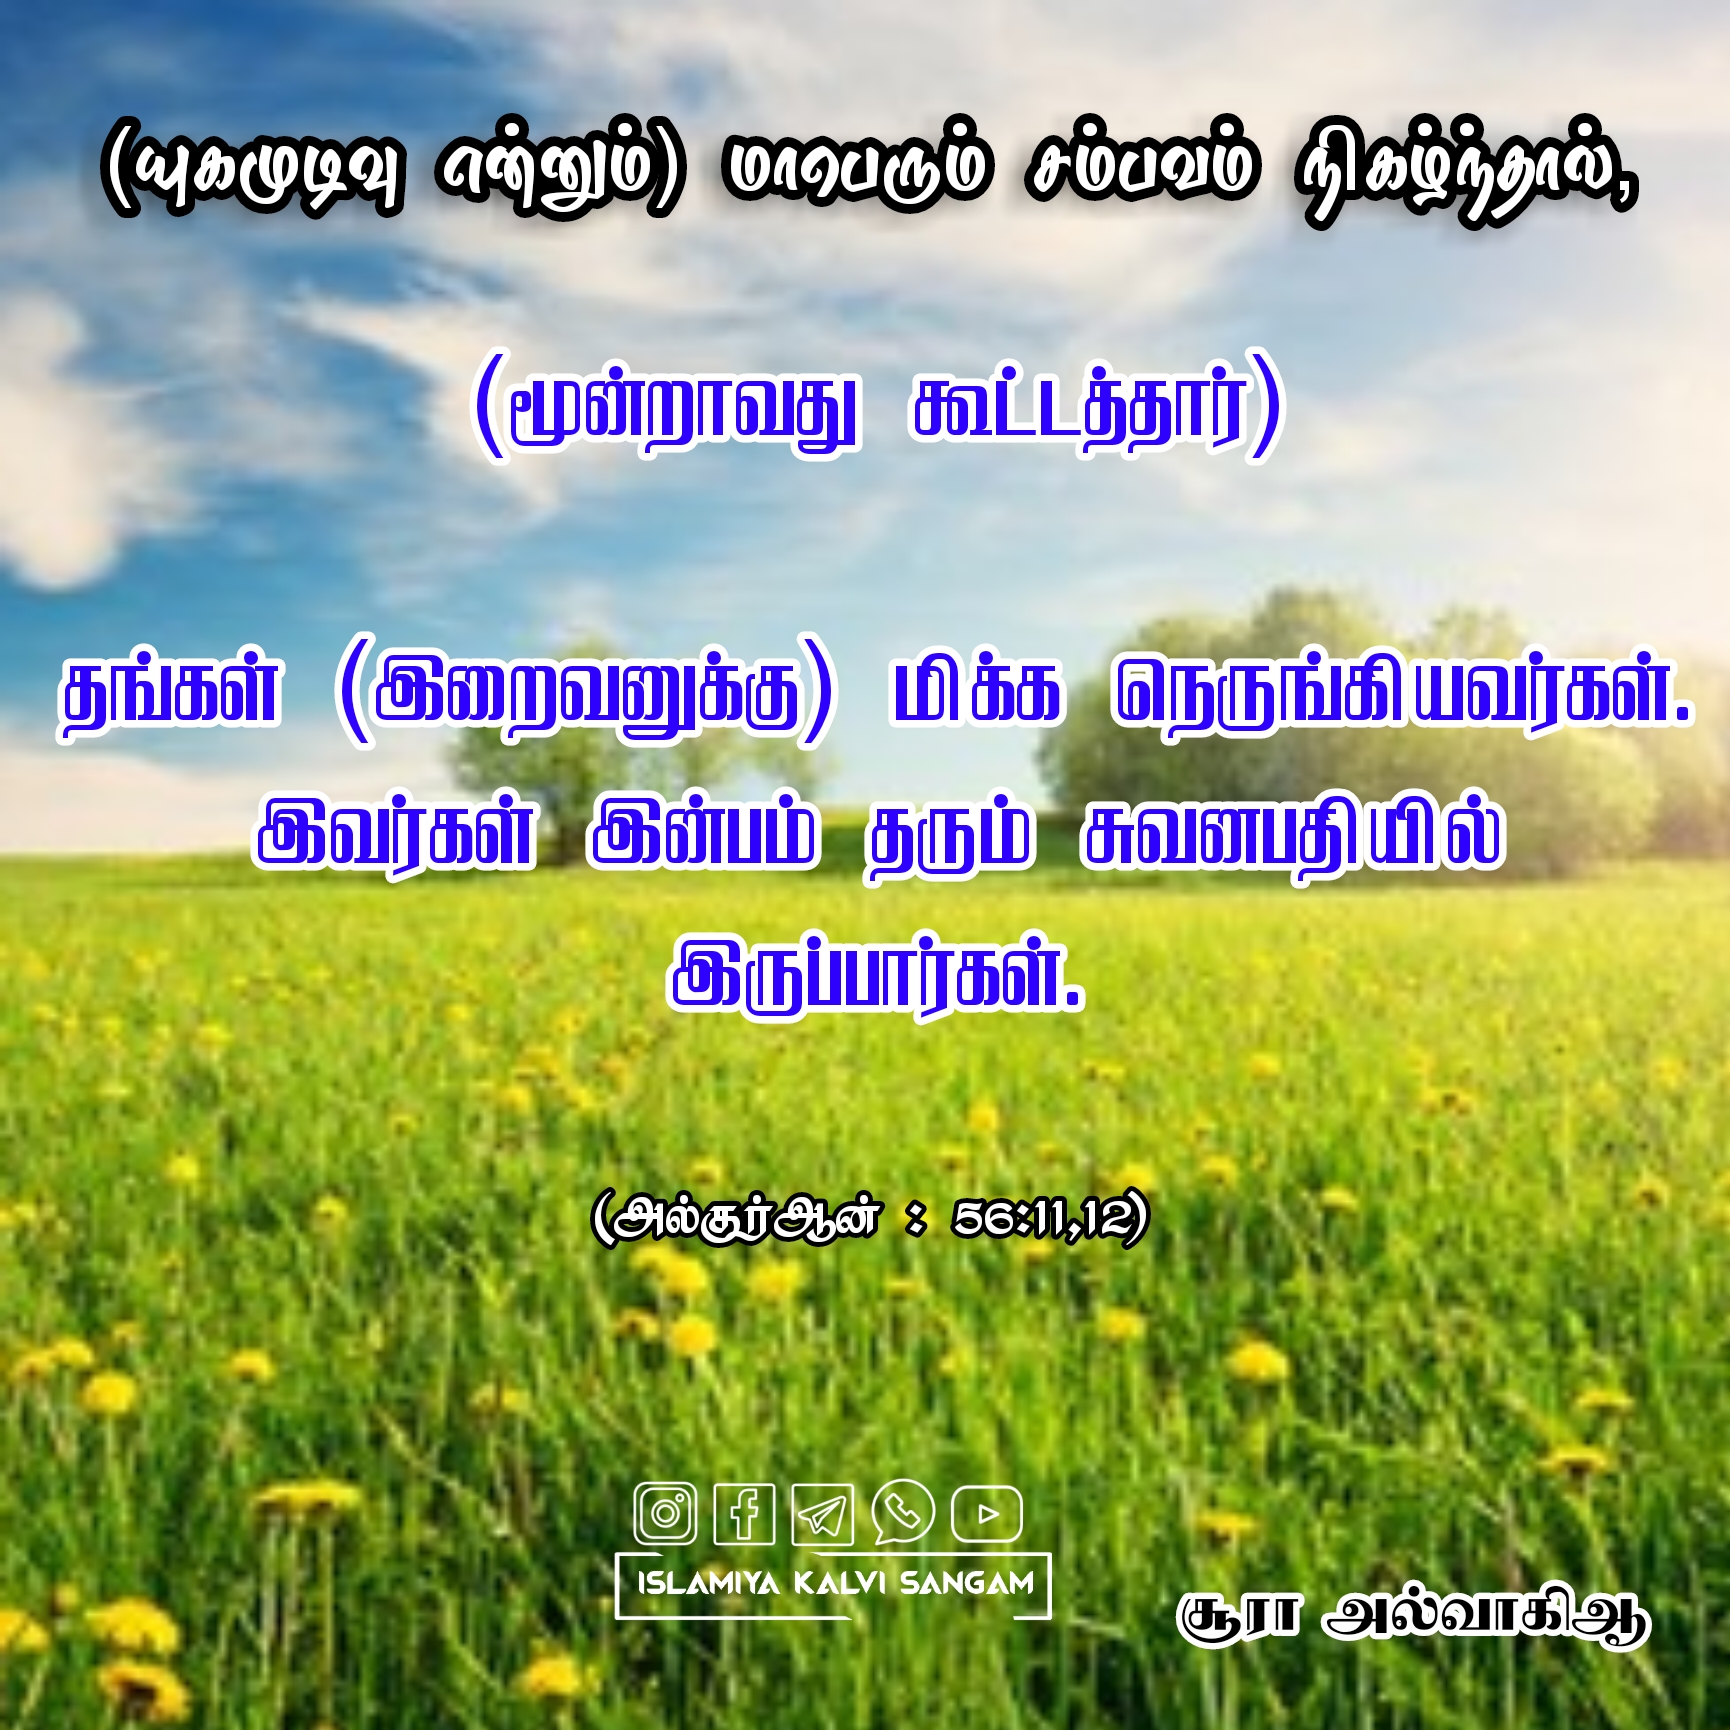 (யுகமுடிவு என்னும்) மாபெரும் சம்பவம் நிகழ்ந்தால்,
(மூன்றாவது கூட்டத்தார்)
தங்கள் (இறைவனுக்கு) மிக்க நெருங்கியவர்கள்.
இவர்கள் இன்பம் தரும் சுவனபதியில்
இருப்பார்கள்.
(அல்குர்ஆன் : 56:11,12)
ISLAMIYA KALVI SANGAM
சூரா அல்வாகிஆ